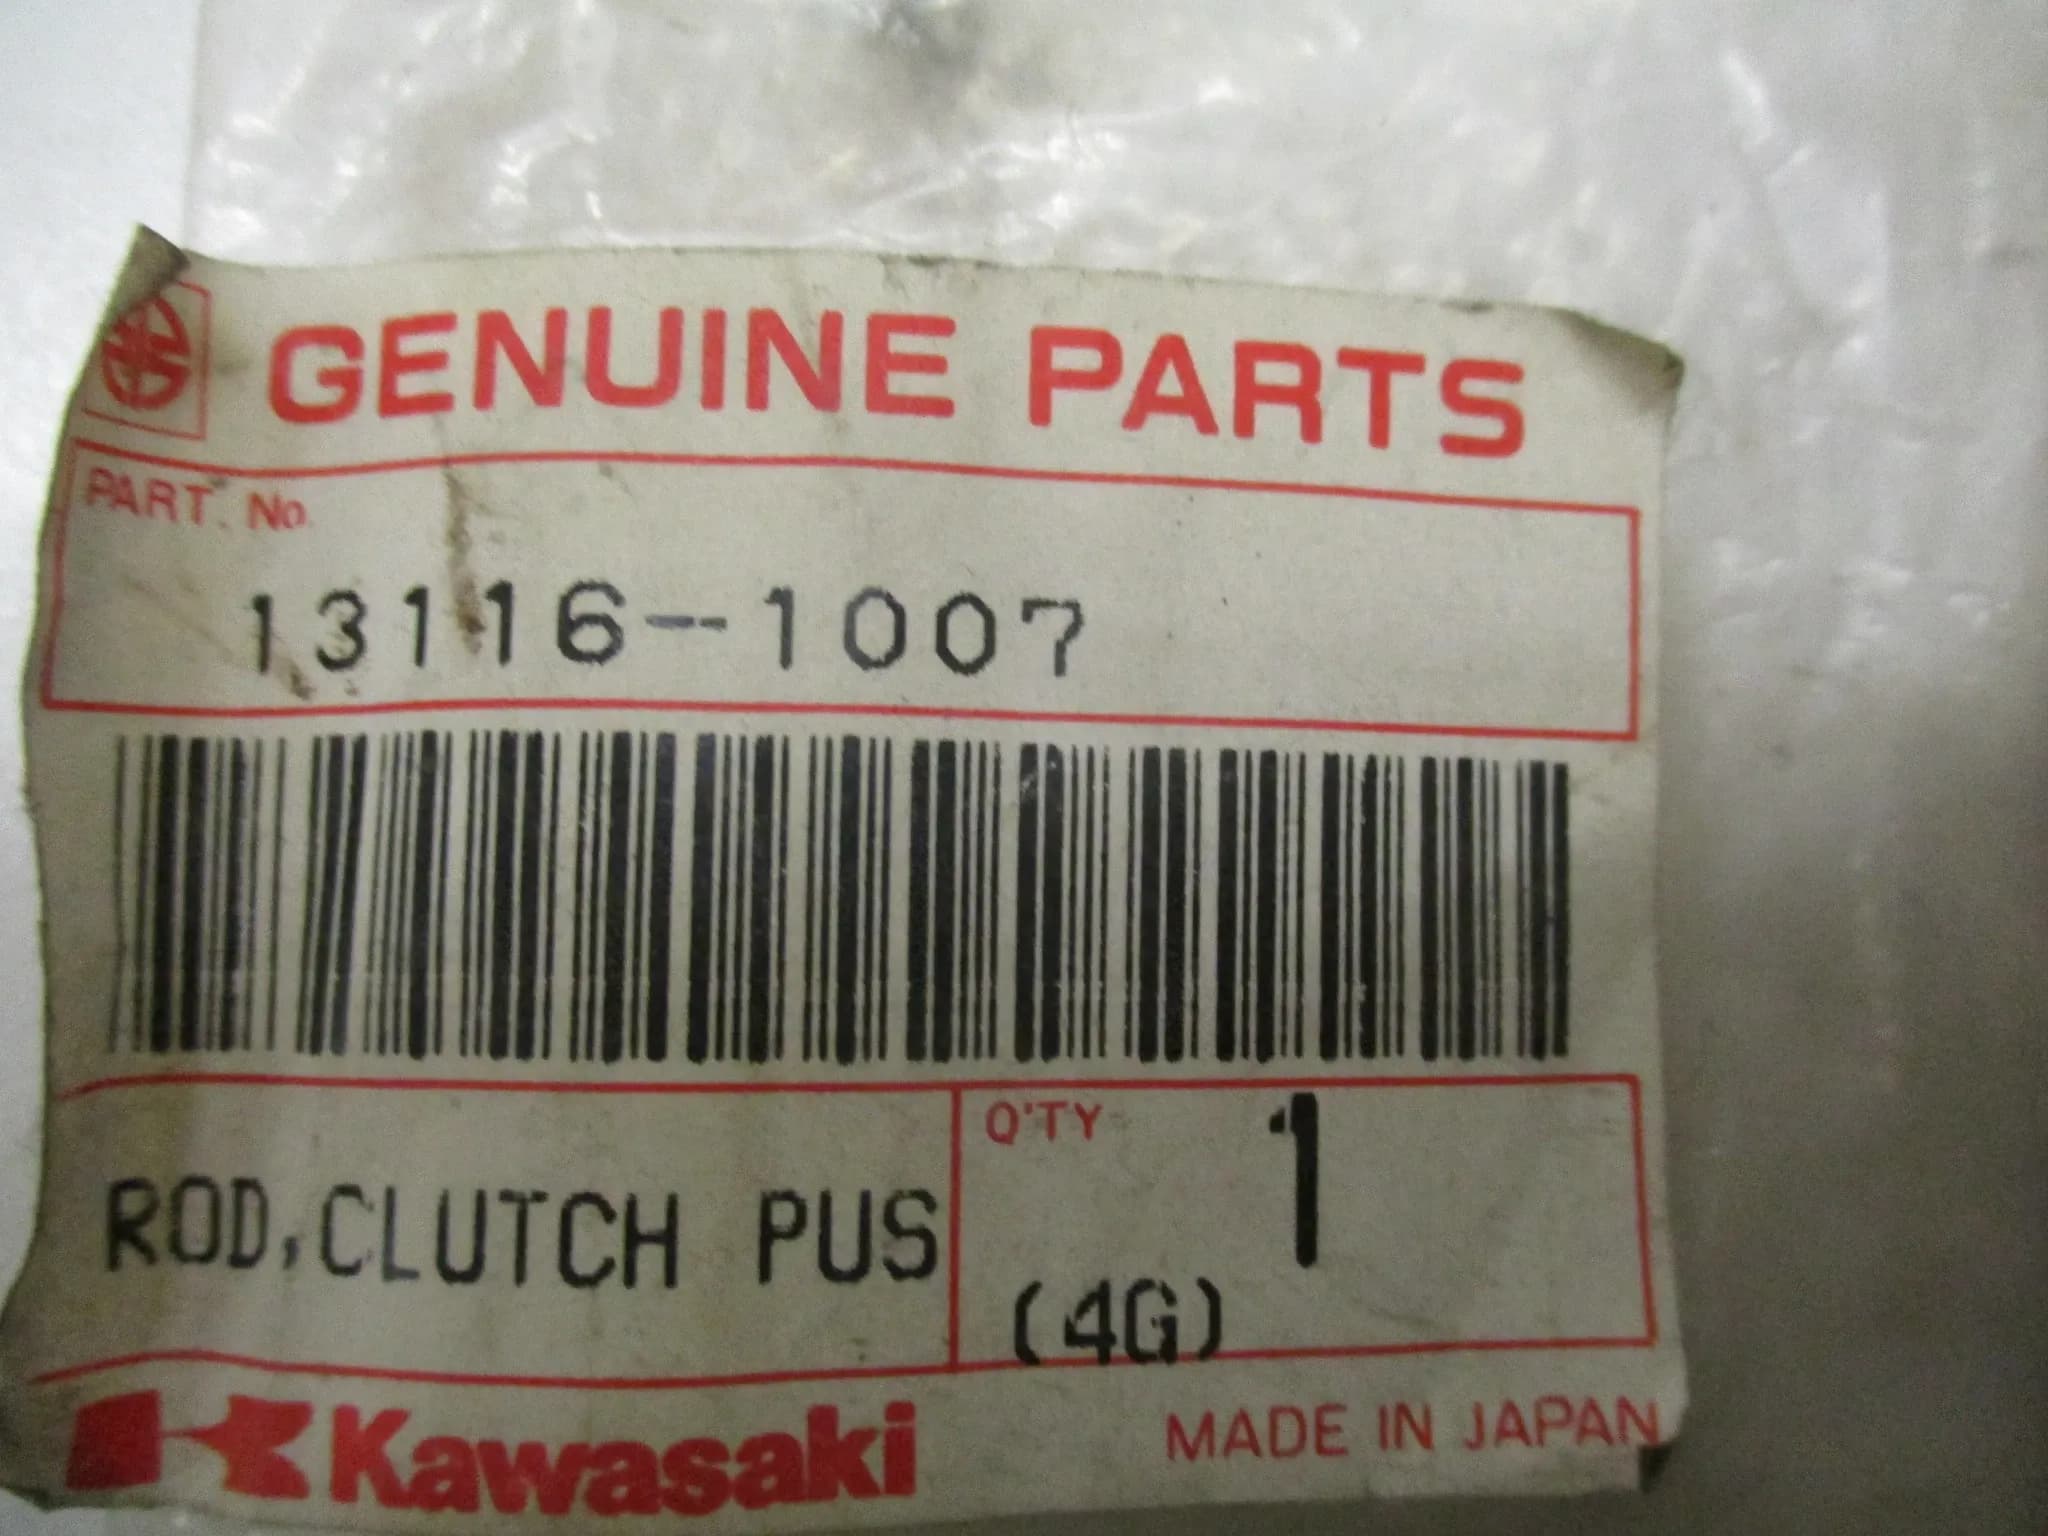 GENUINE PARTS
PART. No.
13116-1007
Q'TY 1
ROD,CLUTCH PUS
(4G)
Kawasaki
MADE IN JAPAN